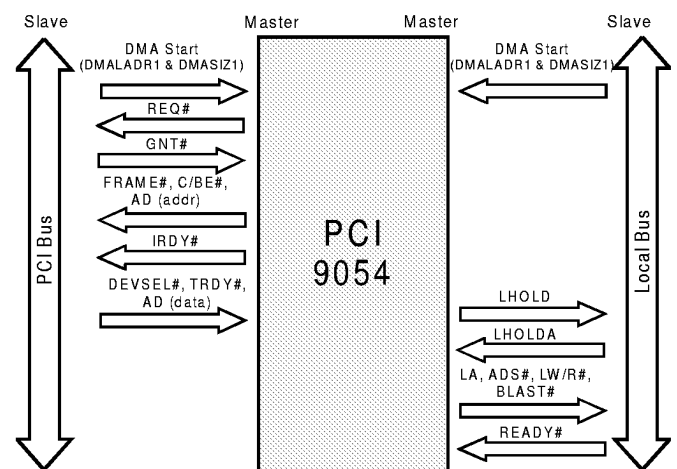 Slave
Master
Master
Slave
DMA Start
(DMALADR1 & DMASIZ1)
DMA Start
(DMALADR1 & DMASIZ1)
REQ#
GNT#
FRAME#, C/BE#,
AD (addr)
IRDY#
DEVSEL#, TRDY#,
AD (data)
PCI Bus
PCI
9054
LHOLD
LHOLDA
LA, ADS#, LW/R#,
BLAST#
READY#
Local Bus